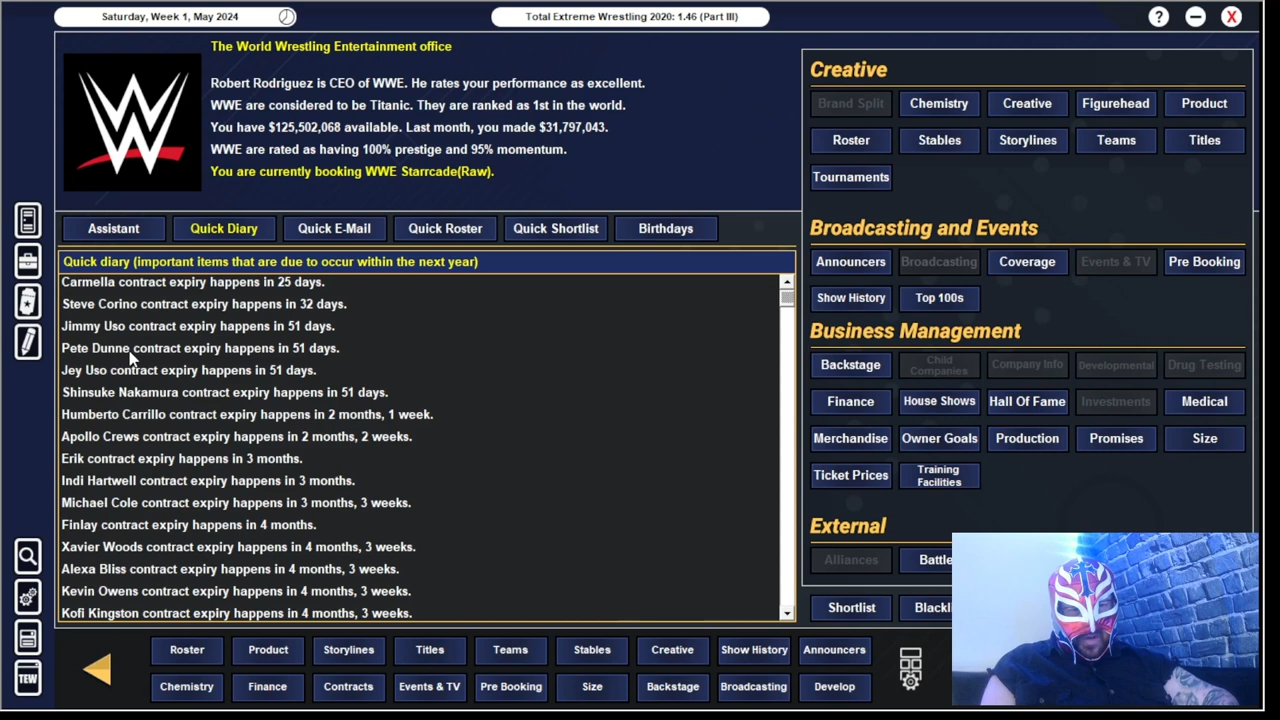 Saturday, Week 1, May 2024
Total Extreme Wrestling 2020: 1.46 (Part III)
?
X
The World Wrestling Entertainment office
Robert Rodriguez is CEO of WWE. He rates your performance as excellent.
WWE are considered to be Titanic. They are ranked as 1st in the world.
You have $125,502,068 available. Last month, you made $31,797,043.
WWE are rated as having 100% prestige and 95% momentum.
You are currently booking WWE Starrcade(Raw).
Assistant
Quick Diary
Quick E-Mail
Quick Roster
Quick Shortlist
Birthdays
Quick diary (important items that are due to occur within the next year)
Carmella contract expiry happens in 25 days.
Steve Corino contract expiry happens in 32 days.
Jimmy Uso contract expiry happens in 51 days.
Pete Dunne contract expiry happens in 51 days.
Jey Uso contract expiry happens in 51 days.
Shinsuke Nakamura contract expiry happens in 51 days.
Humberto Carrillo contract expiry happens in 2 months, 1 week.
Apollo Crews contract expiry happens in 2 months, 2 weeks.
Erik contract expiry happens in 3 months.
Indi Hartwell contract expiry happens in 3 months.
Michael Cole contract expiry happens in 3 months, 3 weeks.
Finlay contract expiry happens in 4 months.
Xavier Woods contract expiry happens in 4 months, 3 weeks.
Alexa Bliss contract expiry happens in 4 months, 3 weeks.
Kevin Owens contract expiry happens in 4 months, 3 weeks.
Kofi Kingston contract expiry happens in 4 months, 3 weeks.
Creative
Brand Split
Chemistry
Creative
Figurehead
Product
Roster
Stables
Storylines
Teams
Titles
Tournaments
Broadcasting and Events
Announcers
Broadcasting
Coverage
Events & TV
Pre Booking
Show History
Top 100s
Business Management
Backstage
Child
Companies
Company Info
Developmental
Drug Testing
Finance
House Shows
Hall Of Fame
Investments
Medical
Merchandise
Owner Goals
Production
Promises
Size
Ticket Prices
Training
Facilities
External
Alliances
Battle
Shortlist
Blackli
TEW
Roster
Product
Storylines
Titles
Teams
Stables
Creative
Show History
Announcers
Chemistry
Finance
Contracts
Events & TV
Pre Booking
Size
Backstage
Broadcasting
Develop